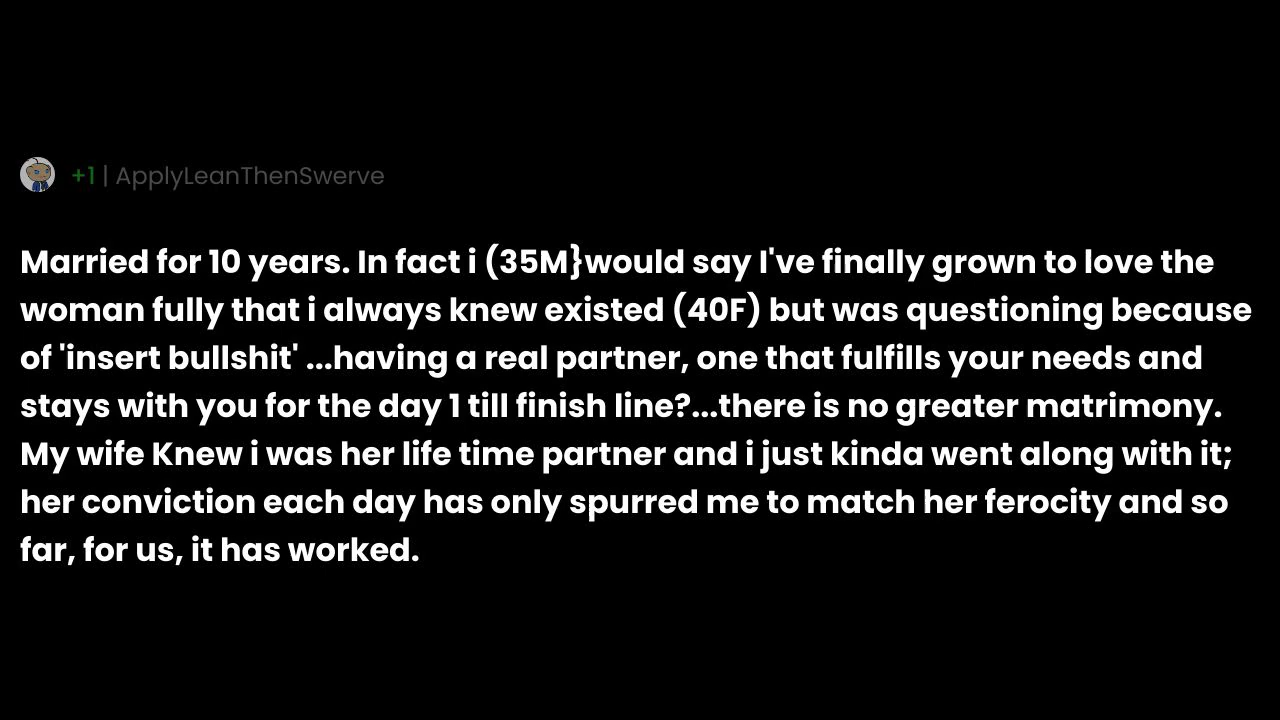 +1 | ApplyLeanThenSwerve
Married for 10 years. In fact i (35M}would say I've finally grown to love the
woman fully that i always knew existed (40F) but was questioning because
of 'insert bullshit' ...having a real partner, one that fulfills your needs and
stays with you for the day 1 till finish line?...there is no greater matrimony.
My wife Knew i was her life time partner and i just kinda went along with it;
her conviction each day has only spurred me to match her ferocity and so
far, for us, it has worked.